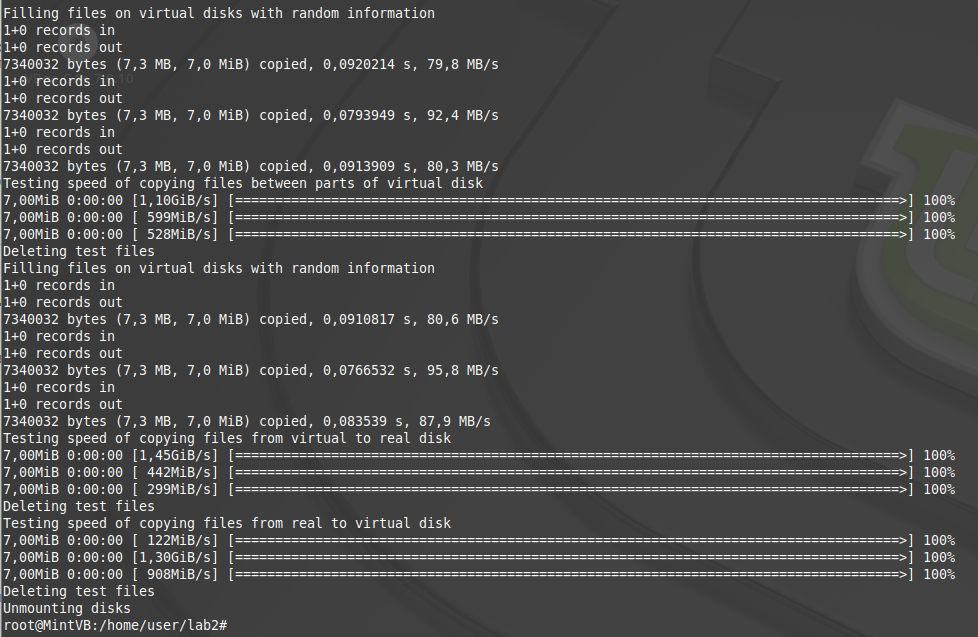 Filling files on virtual disks with random information
1+0 records in
1+0 records out
7340032 bytes (7,3 MB, 7,0 MiB) copied, 0,0920214 s, 79,8 MB/s
1+0 records in
1+0 records out
7340032 bytes (7,3 MB, 7,0 MiB) copied, 0,0793949 s, 92,4 MB/s
1+0 records in
1+0 records out
7340032 bytes (7,3 MB, 7,0 MiB) copied, 0,0913909 s, 80,3 MB/s
Testing speed of copying files between parts of virtual disk
7,00MiB 0:00:00 [1,10GiB/s] [===================================================================================>] 100%
7,00MiB 0:00:00 [ 599MiB/s] [===================================================================================>] 100%
7,00MiB 0:00:00 [ 528MiB/s] [===================================================================================>] 100%
Deleting test files
Filling files on virtual disks with random information
1+0 records in
1+0 records out
7340032 bytes (7,3 MB, 7,0 MiB) copied, 0,0910817 s, 80,6 MB/s
1+0 records in
1+0 records out
7340032 bytes (7,3 MB, 7,0 MiB) copied, 0,0766532 s, 95,8 MB/s
1+0 records in
1+0 records out
7340032 bytes (7,3 MB, 7,0 MiB) copied, 0,083539 s, 87,9 MB/s
Testing speed of copying files from virtual to real disk
7,00MiB 0:00:00 [1,45GiB/s] [===================================================================================>] 100%
7,00MiB 0:00:00 [ 442MiB/s] [===================================================================================>] 100%
7,00MiB 0:00:00 [ 299MiB/s] [===================================================================================>] 100%
Deleting test files
Testing speed of copying files from real to virtual disk
7,00MiB 0:00:00 [ 122MiB/s] [===================================================================================>] 100%
7,00MiB 0:00:00 [1,30GiB/s] [===================================================================================>] 100%
7,00MiB 0:00:00 [ 908MiB/s] [===================================================================================>] 100%
Deleting test files
Unmounting disks
root@MintVB:/home/user/lab2#